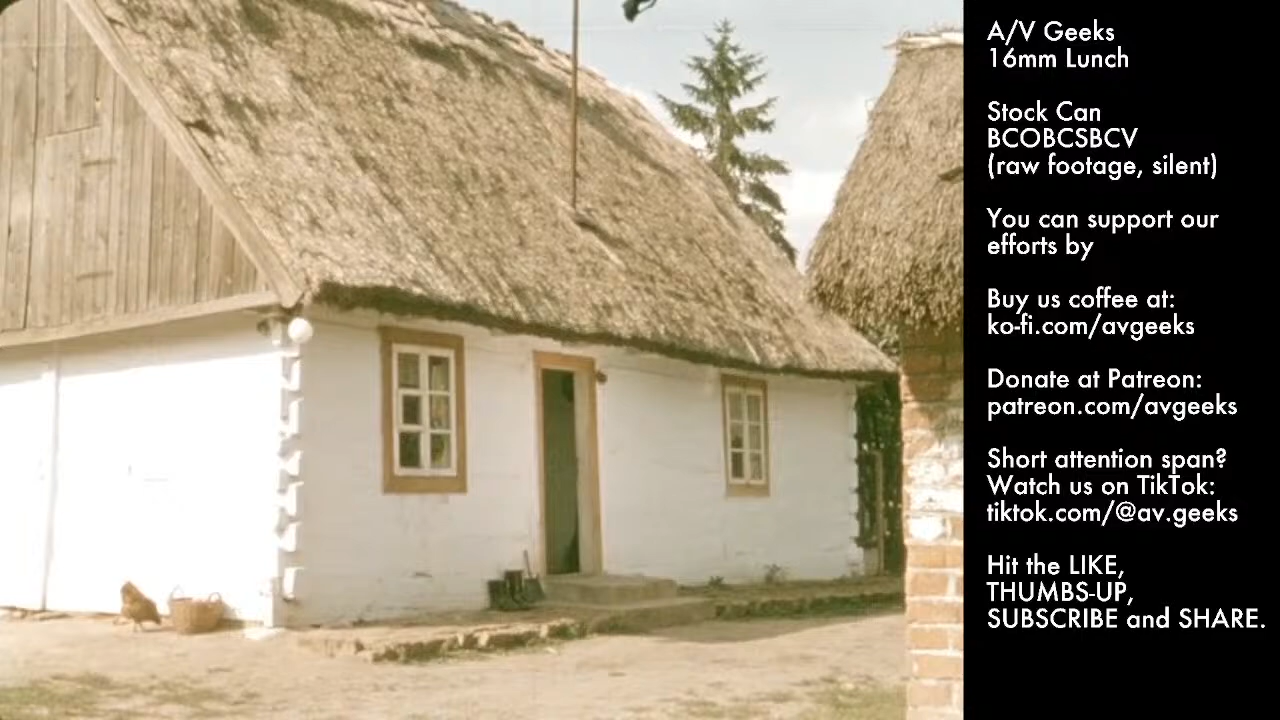 A/V Geeks
16mm Lunch
Stock Can
BCOBCSBCV
(raw footage, silent)
You can support our
efforts by
Buy us coffee at:
ko-fi.com/avgeeks
Donate at Patreon:
patreon.com/avgeeks
Short attention span?
Watch us on TikTok:
tiktok.com/@av.geeks
Hit the LIKE,
THUMBS-UP,
SUBSCRIBE and SHARE.